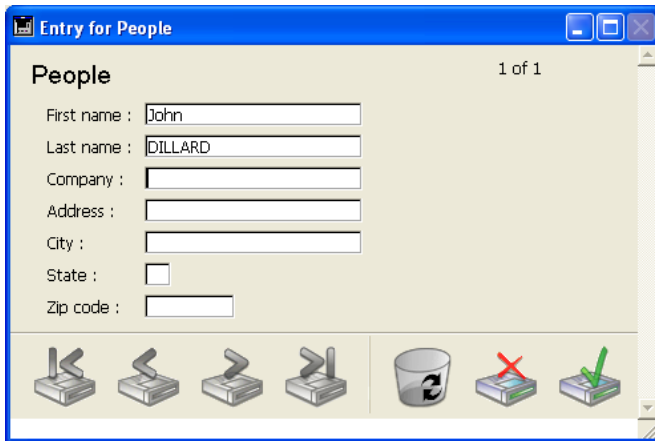 Entry for People
People
1 of 1
First name : John
Last name : DILLARD
Company :
Address :
City :
State :
Zip code :